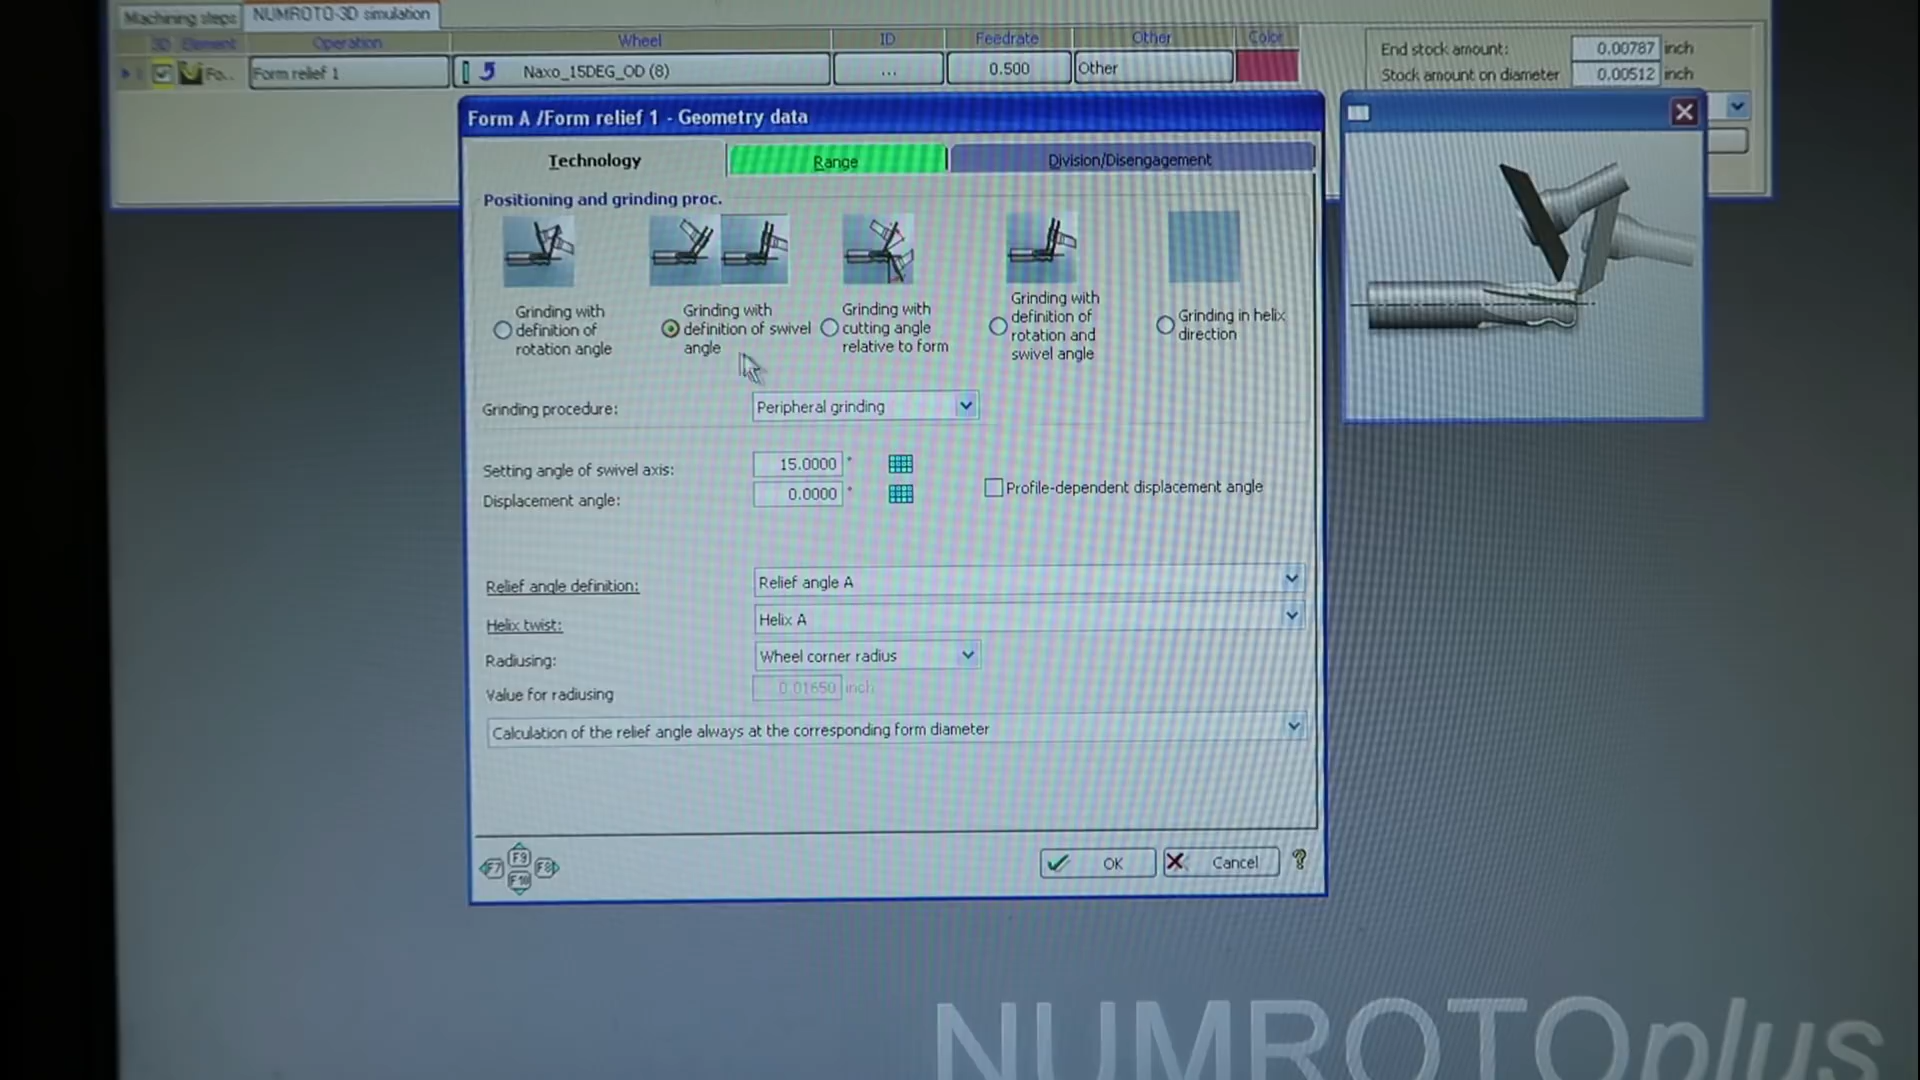 Machining steps
NUMROTO-3D simulation
3D Element Operation Wheel ID Feedrate Other Color
Fo.. Form relief 1 Naxo_15DEG_OD (8) ... 0.500 Other
End stock amount: 0.00787 inch
Stock amount on diameter 0.00512 inch
Form A /Form relief 1 - Geometry data
Technology
Range
Division/Disengagement
Positioning and grinding proc.
Grinding with
definition of
rotation angle
Grinding with
definition of swivel
angle
Grinding with
cutting angle
relative to form
Grinding with
definition of
rotation and
swivel angle
Grinding in helix
direction
Grinding procedure: Peripheral grinding
Setting angle of swivel axis: 15.0000 °
Displacement angle: 0.0000 °
Profile-dependent displacement angle
Relief angle definition: Relief angle A
Helix twist: Helix A
Radiusing: Wheel corner radius
Value for radiusing 0.01650 inch
Calculation of the relief angle always at the corresponding form diameter
F7 F9 F8 F10
OK
Cancel
?
NUMROTOplus